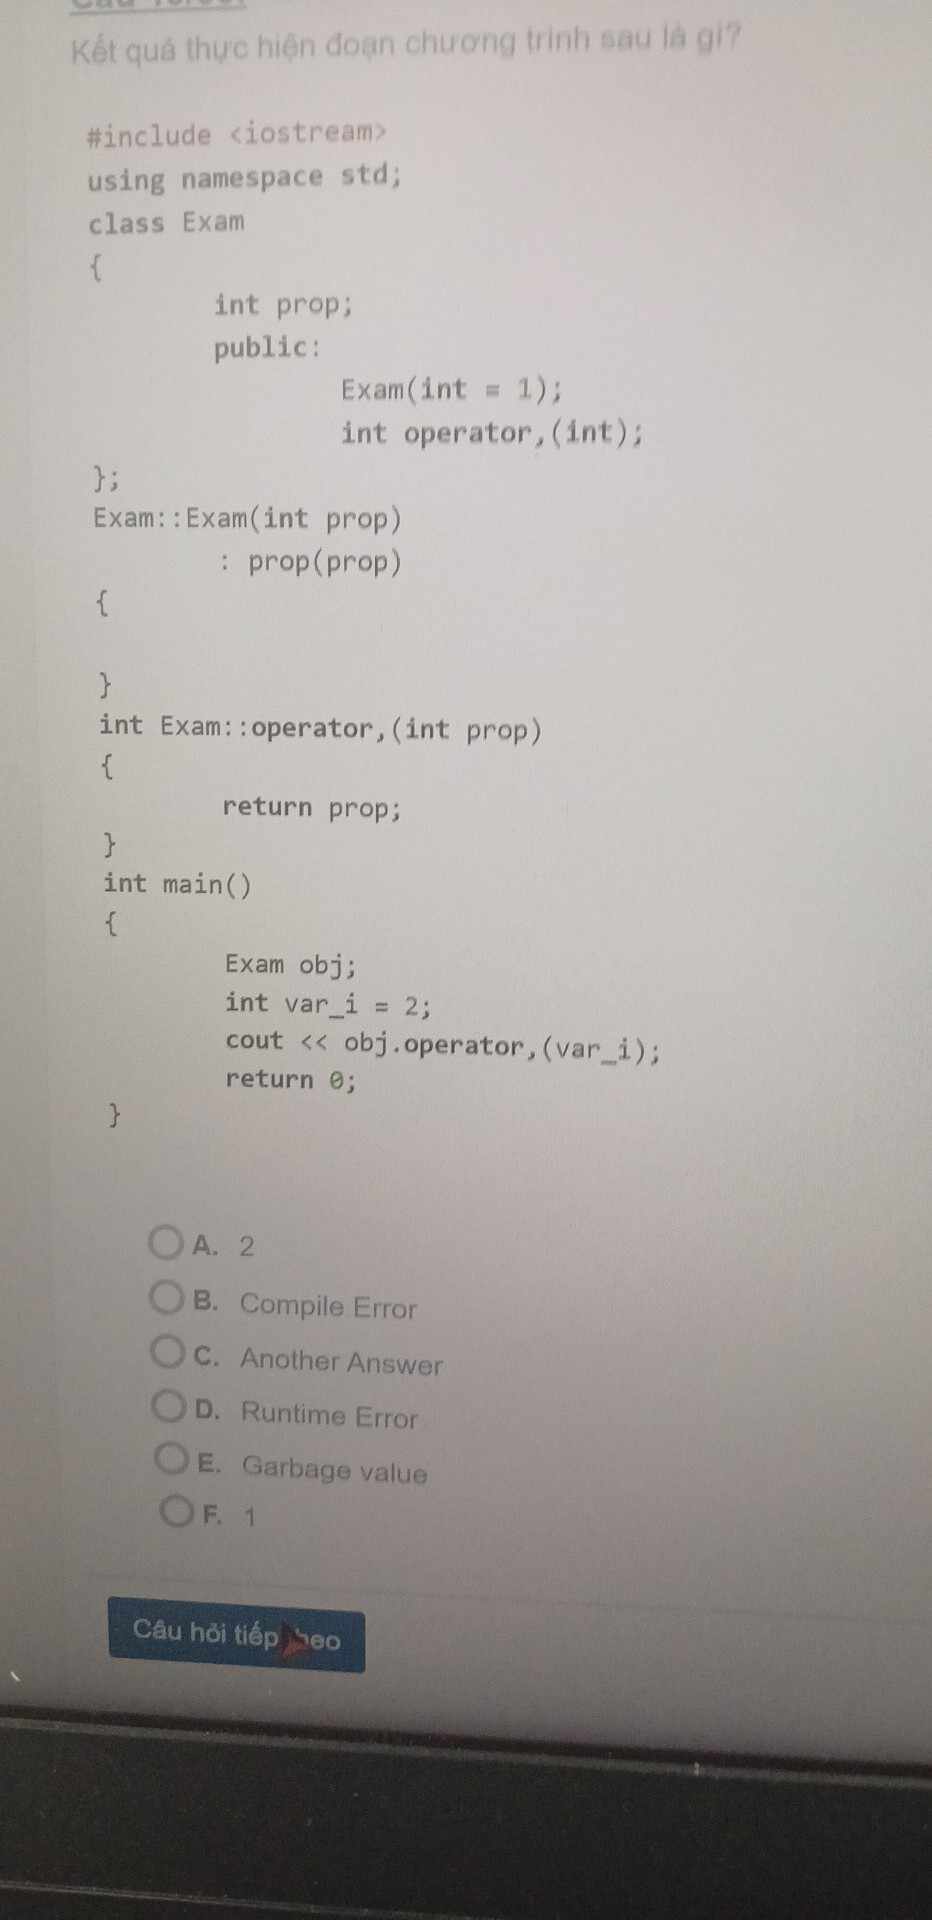 Kết quả thực hiện đoạn chương trình sau là gì?
#include <iostream>
using namespace std;
class Exam
{
int prop;
public:
Exam(int = 1);
int operator,(int);
};
Exam::Exam(int prop)
: prop(prop)
{
}
int Exam::operator,(int prop)
{
return prop;
}
int main()
{
Exam obj;
int var_i = 2;
cout << obj.operator,(var_i);
return 0;
}
A. 2
B. Compile Error
C. Another Answer
D. Runtime Error
E. Garbage value
F. 1
Câu hỏi tiếp theo